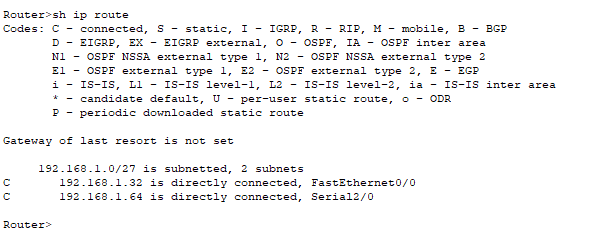 Router>sh ip route
Codes: C - connected, S - static, I - IGRP, R - RIP, M - mobile, B - BGP
       D - EIGRP, EX - EIGRP external, O - OSPF, IA - OSPF inter area
       N1 - OSPF NSSA external type 1, N2 - OSPF NSSA external type 2
       E1 - OSPF external type 1, E2 - OSPF external type 2, E - EGP
       i - IS-IS, L1 - IS-IS level-1, L2 - IS-IS level-2, ia - IS-IS inter area
       * - candidate default, U - per-user static route, o - ODR
       P - periodic downloaded static route

Gateway of last resort is not set

     192.168.1.0/27 is subnetted, 2 subnets
C       192.168.1.32 is directly connected, FastEthernet0/0
C       192.168.1.64 is directly connected, Serial2/0

Router>